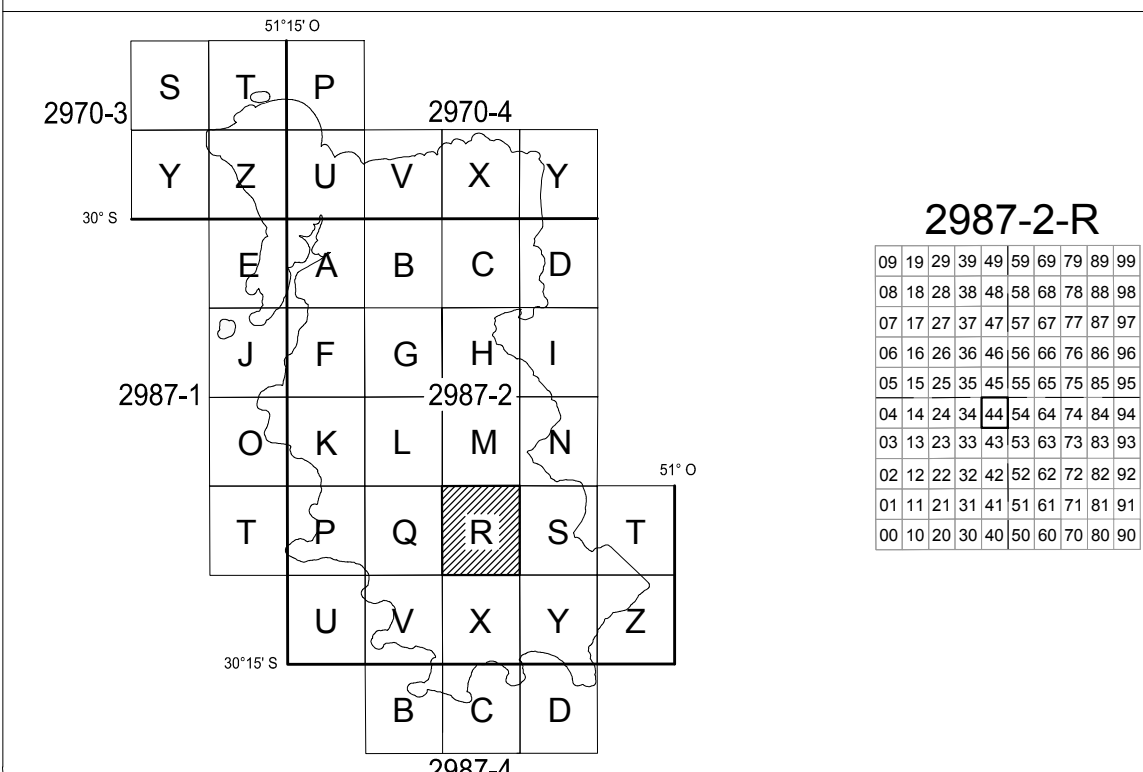 51°15' O
S T P
2970-3 2970-4
Y Z U V X Y
30° S
E A B C D
J F G H I
2987-1 2987-2
O K L M N
51° O
T P Q R S T
U V X Y Z
30°15' S
B C D
2987-4
2987-2-R
09 19 29 39 49 59 69 79 89 99
08 18 28 38 48 58 68 78 88 98
07 17 27 37 47 57 67 77 87 97
06 16 26 36 46 56 66 76 86 96
05 15 25 35 45 55 65 75 85 95
04 14 24 34 44 54 64 74 84 94
03 13 23 33 43 53 63 73 83 93
02 12 22 32 42 52 62 72 82 92
01 11 21 31 41 51 61 71 81 91
00 10 20 30 40 50 60 70 80 90